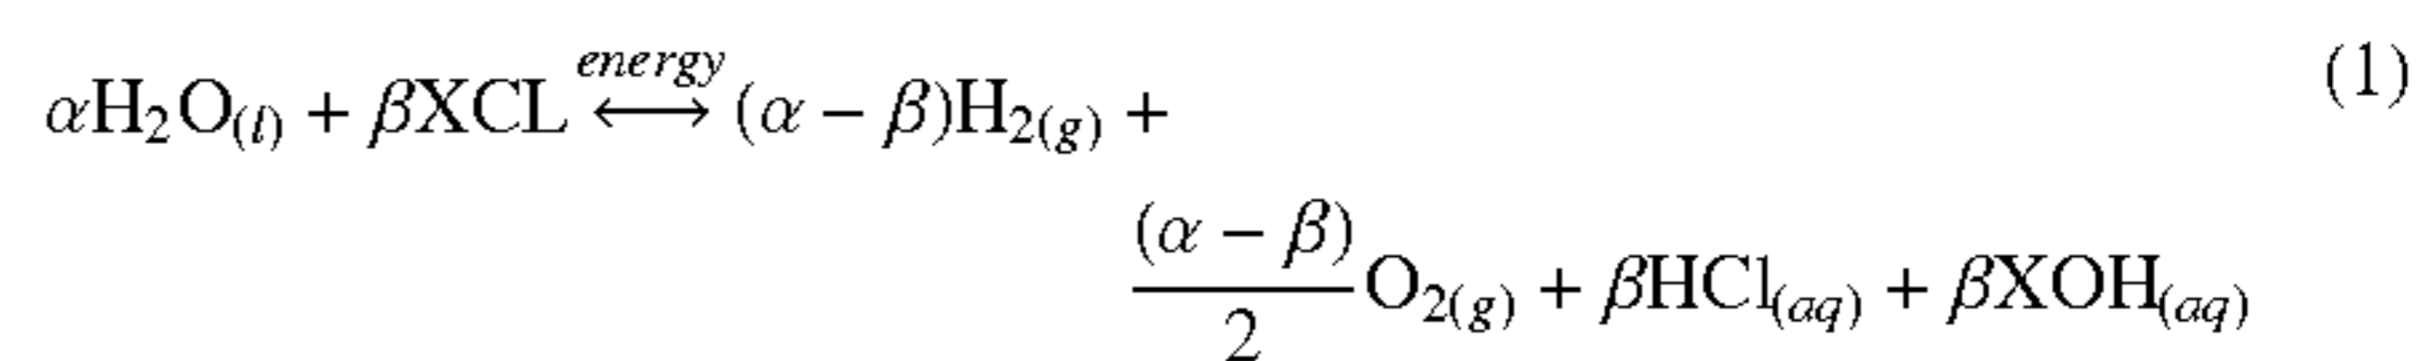 αH₂O₍l₎ + βXCL <-energy-> (α − β)H₂₍g₎ + (1)
(α − β)/2 O₂₍g₎ + βHCl₍aq₎ + βXOH₍aq₎